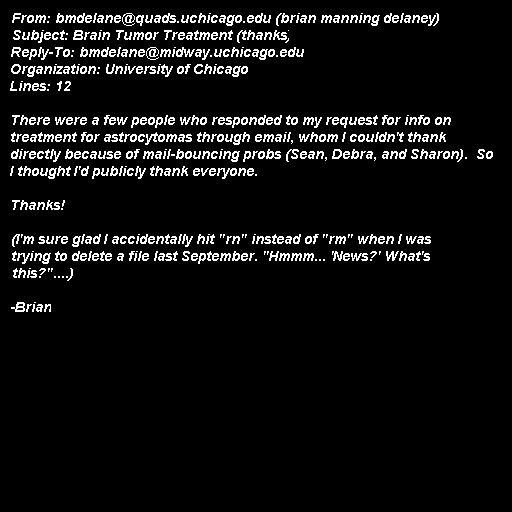 From: bmdelane@quads.uchicago.edu (brian manning delaney)
Subject: Brain Tumor Treatment (thanks)
Reply-To: bmdelane@midway.uchicago.edu
Organization: University of Chicago
Lines: 12

There were a few people who responded to my request for info on
treatment for astrocytomas through email, whom I couldn't thank
directly because of mail-bouncing probs (Sean, Debra, and Sharon).  So
I thought I'd publicly thank everyone.

Thanks!

(I'm sure glad I accidentally hit "rn" instead of "rm" when I was
trying to delete a file last September. "Hmmm... 'News?' What's
this?"....)

-Brian